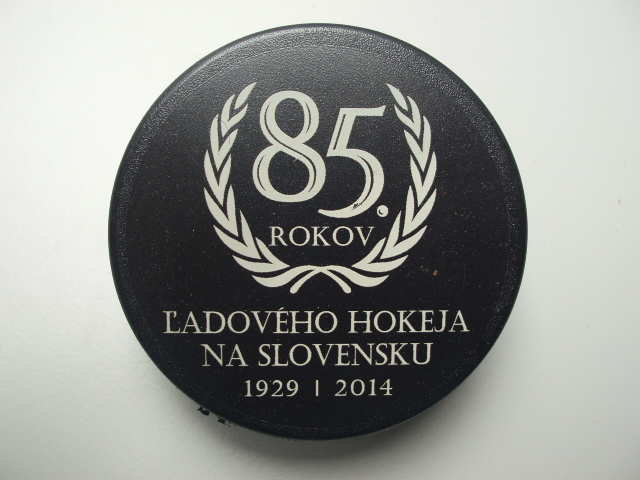 85.
ROKOV
ĽADOVÉHO HOKEJA
NA SLOVENSKU
1929 | 2014